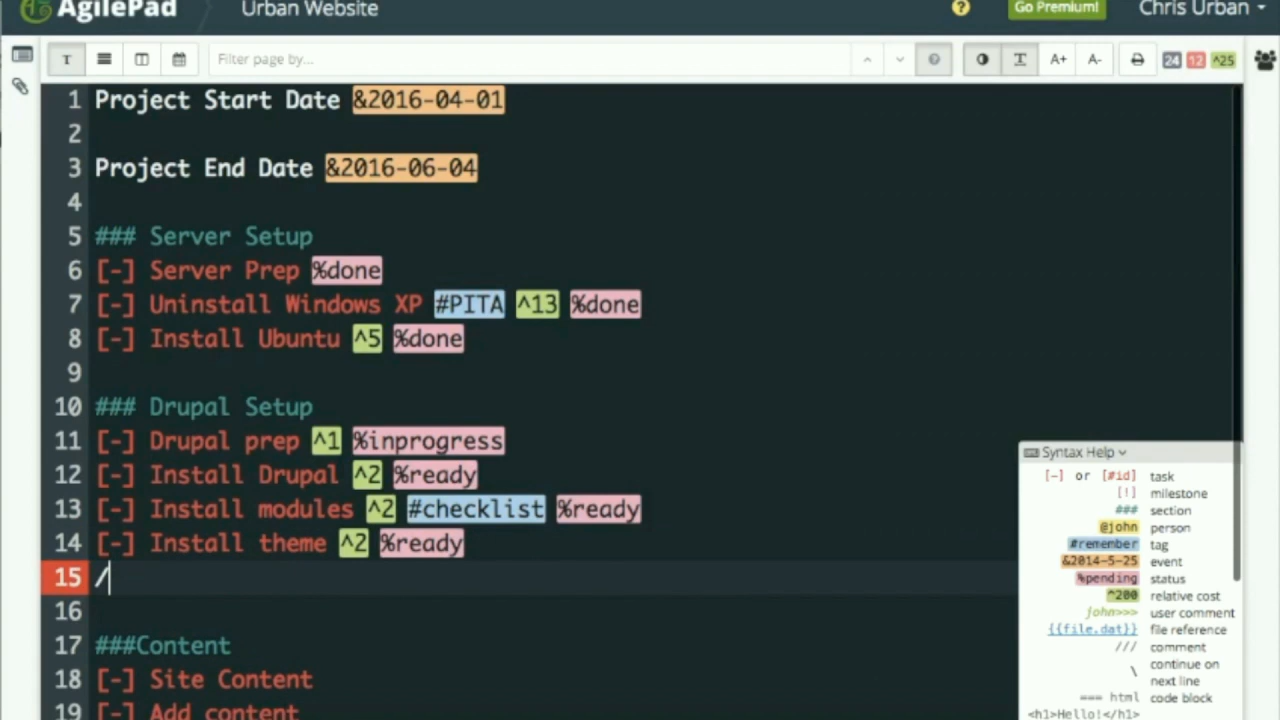 AgilePad Urban Website ? Go Premium! Chris Urban
T Filter page by... ? T A+ A- 24 12 ^25
1 Project Start Date &2016-04-01
2
3 Project End Date &2016-06-04
4
5 ### Server Setup
6 [-] Server Prep %done
7 [-] Uninstall Windows XP #PITA ^13 %done
8 [-] Install Ubuntu ^5 %done
9
10 ### Drupal Setup
11 [-] Drupal prep ^1 %inprogress
12 [-] Install Drupal ^2 %ready
13 [-] Install modules ^2 #checklist %ready
14 [-] Install theme ^2 %ready
15 /
16
17 ###Content
18 [-] Site Content
19 [-] Add content
Syntax Help
[-] or [#id] task
[!] milestone
### section
@john person
#remember tag
&2014-5-25 event
%pending status
^200 relative cost
john>>> user comment
{{file.dat}} file reference
/// comment
\ continue on
next line
=== html code block
<h1>Hello!</h1>